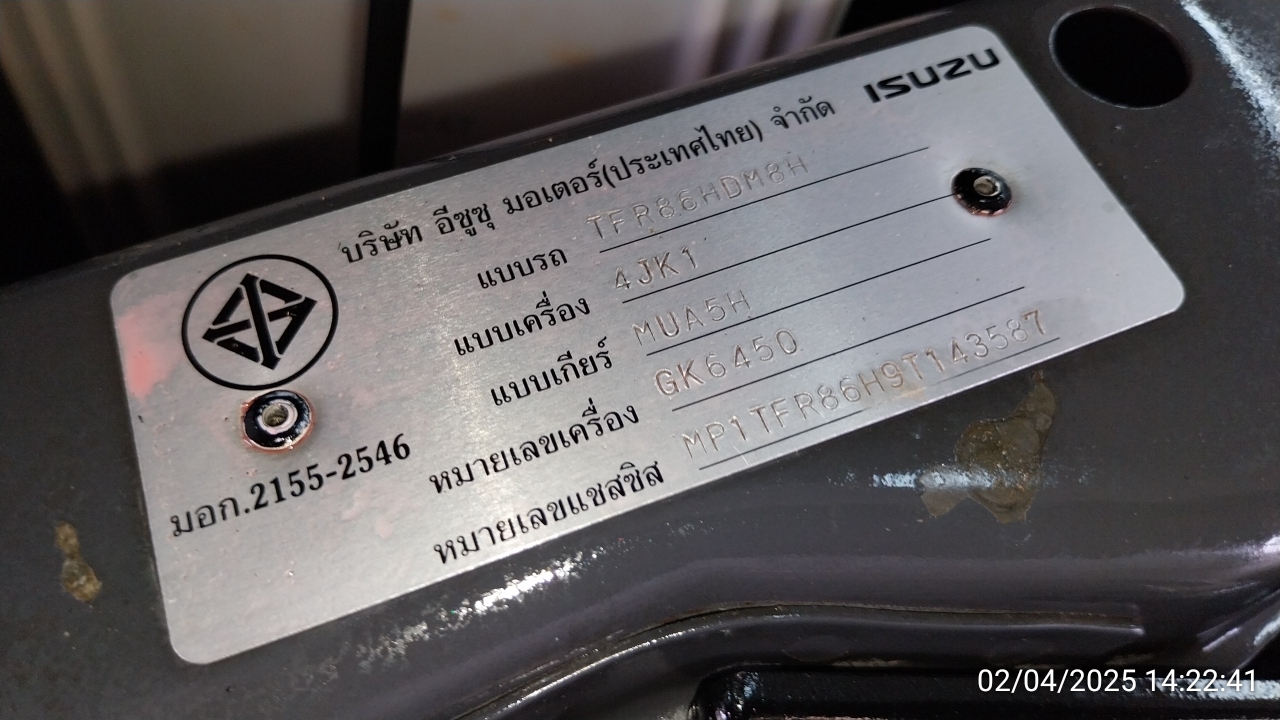 ISUZU
บริษัท อีซูซุ มอเตอร์(ประเทศไทย) จำกัด
แบบรถ TFR86HDM8H
แบบเครื่อง 4JK1
แบบเกียร์ MUA5H
หมายเลขเครื่อง GK6450
หมายเลขแชสซิส MP1TFR86H9T143587
มอก.2155-2546
02/04/2025 14:22:41